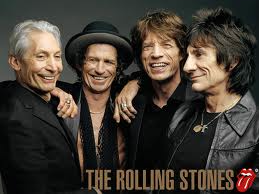 THE ROLLING STONES